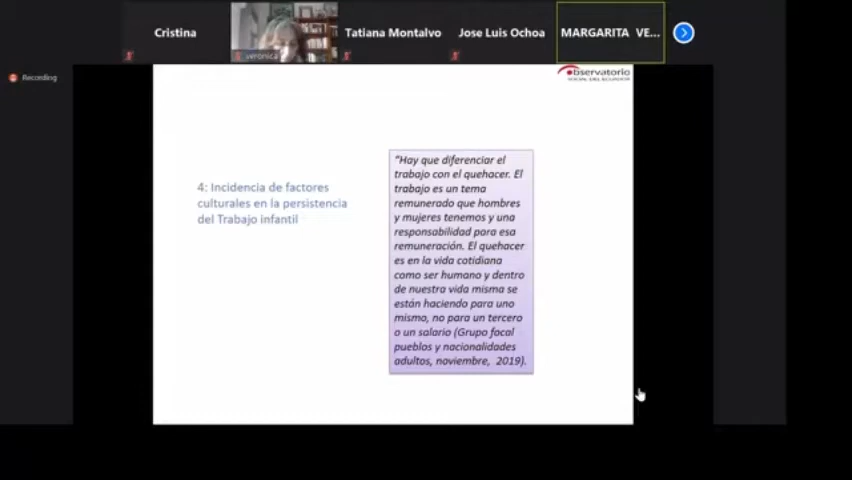 Cristina
veronica
Tatiana Montalvo
Jose Luis Ochoa
MARGARITA VE...
Recording
Observatorio
SOCIAL DEL ECUADOR
4: Incidencia de factores
culturales en la persistencia
del Trabajo infantil
"Hay que diferenciar el
trabajo con el quehacer. El
trabajo es un tema
remunerado que hombres
y mujeres tenemos y una
responsabilidad para esa
remuneración. El quehacer
es en la vida cotidiana
como ser humano y dentro
de nuestra vida misma se
están haciendo para uno
mismo, no para un tercero
o un salario (Grupo focal
pueblos y nacionalidades
adultos, noviembre, 2019).